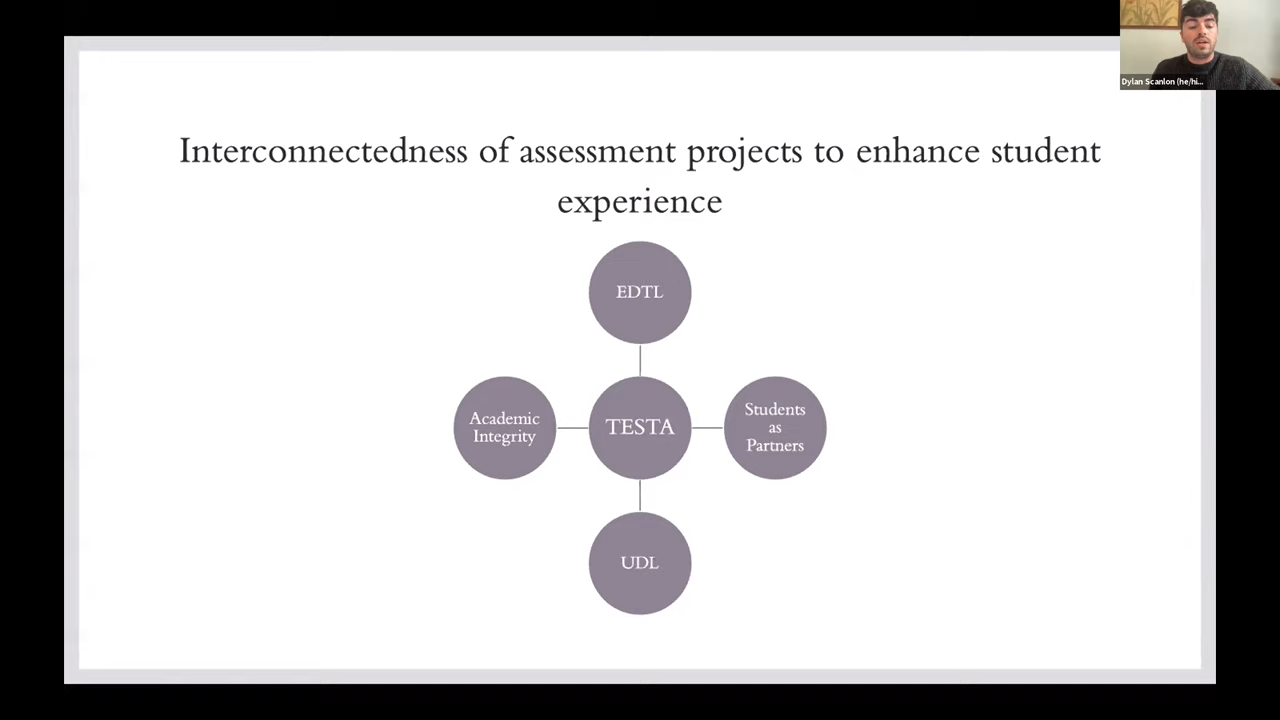 Dylan Scanlon (he/hi...
Interconnectedness of assessment projects to enhance student
experience
EDTL
Academic
Integrity
TESTA
Students
as
Partners
UDL